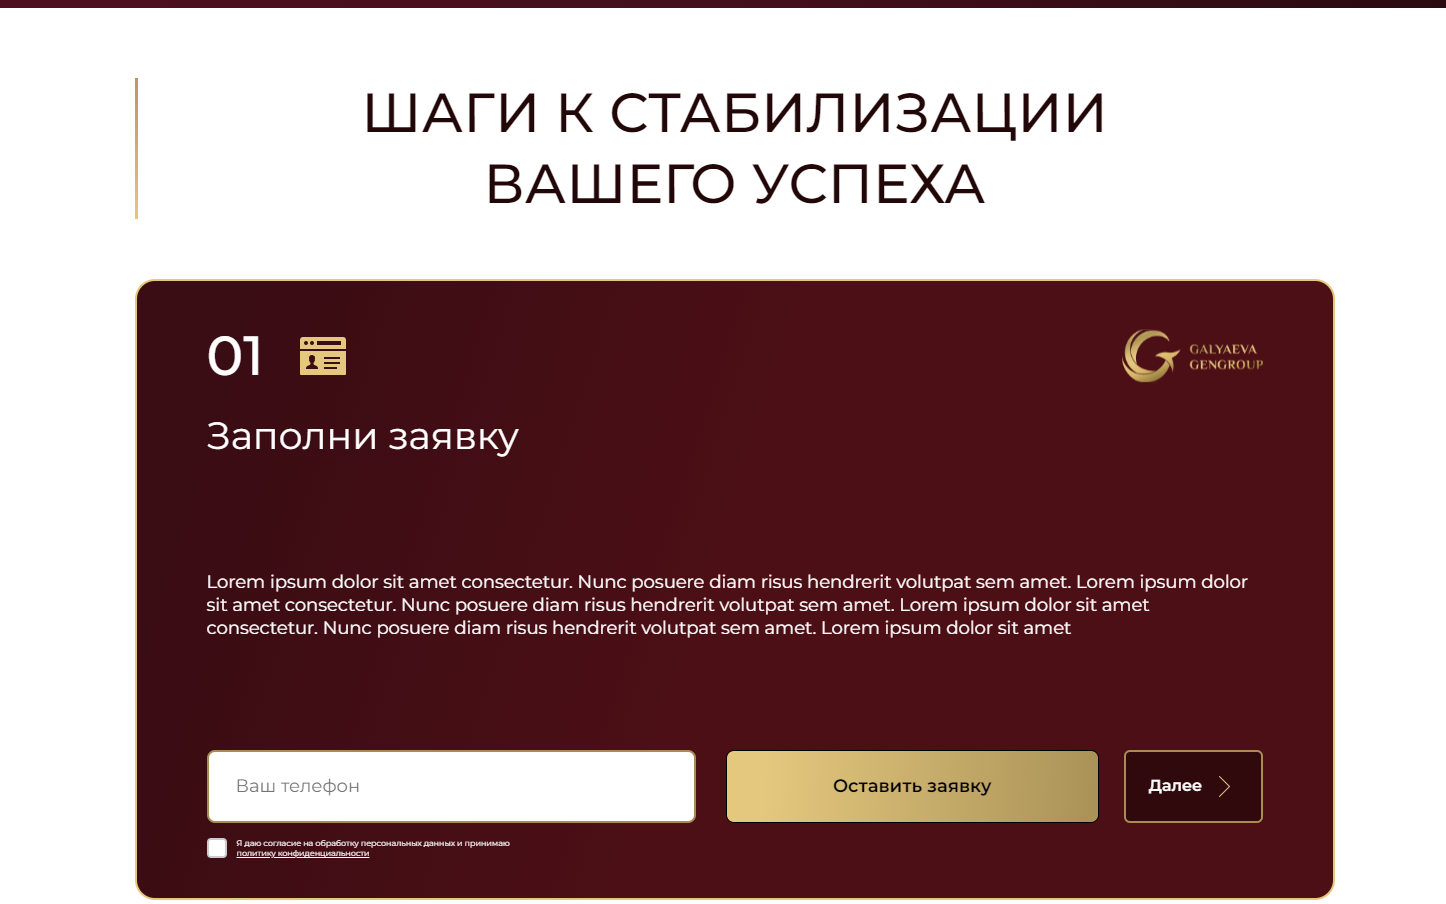 ШАГИ К СТАБИЛИЗАЦИИ
ВАШЕГО УСПЕХА
01
GALYAEVA
GENGROUP
Заполни заявку
Lorem ipsum dolor sit amet consectetur. Nunc posuere diam risus hendrerit volutpat sem amet. Lorem ipsum dolor
sit amet consectetur. Nunc posuere diam risus hendrerit volutpat sem amet. Lorem ipsum dolor sit amet
consectetur. Nunc posuere diam risus hendrerit volutpat sem amet. Lorem ipsum dolor sit amet
Ваш телефон
Оставить заявку
Далее
Я даю согласие на обработку персональных данных и принимаю
политику конфиденциальности